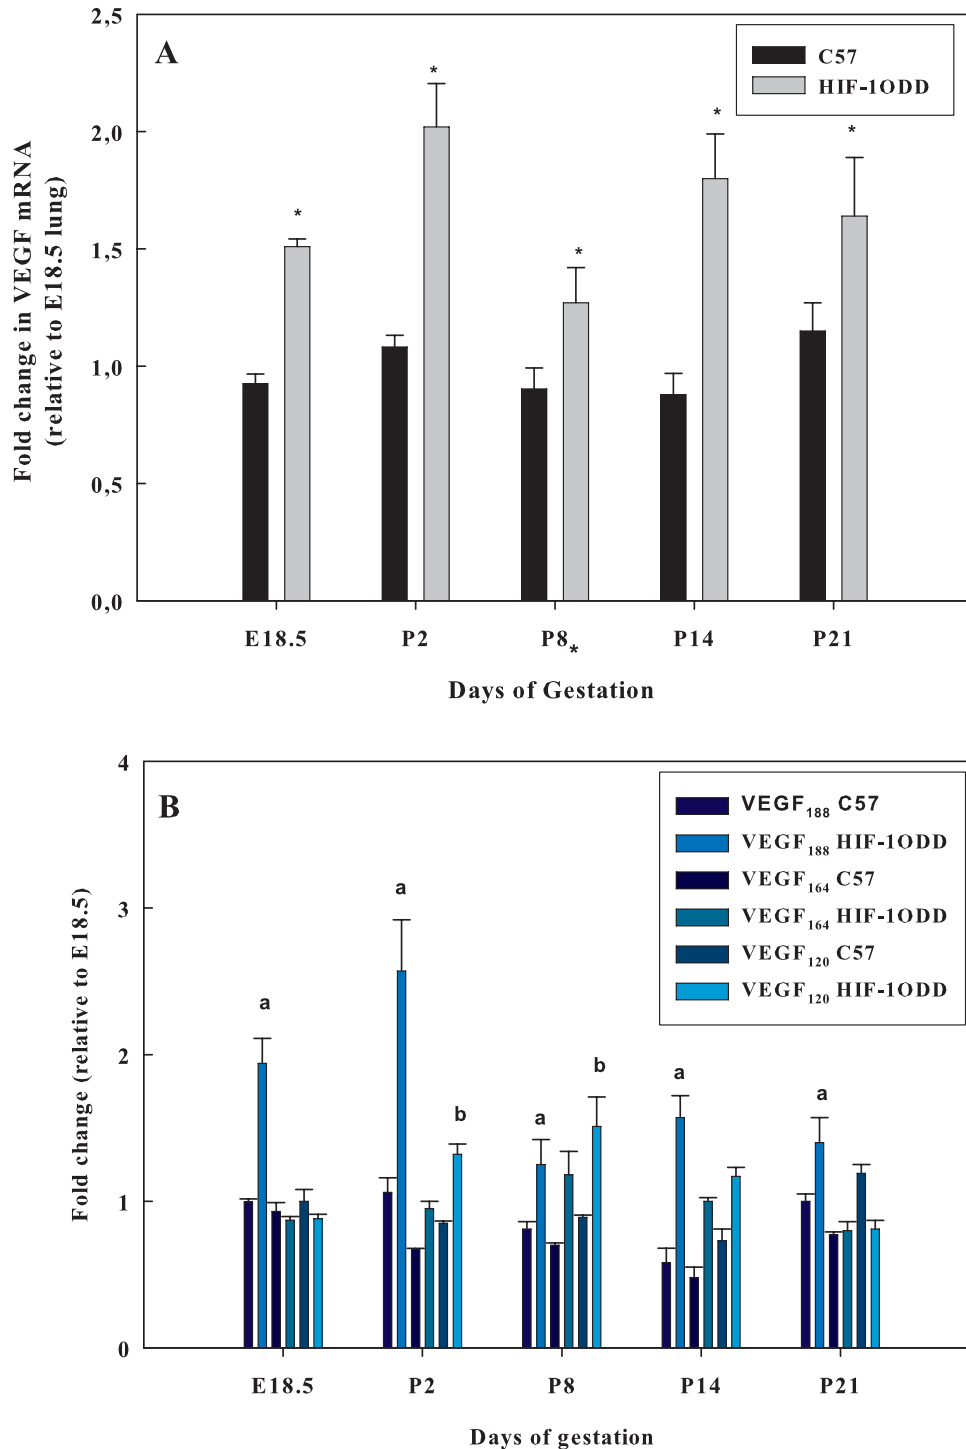 A
C57
HIF-1ODD
Fold change in VEGF mRNA
(relative to E18.5 lung)
2,5
2,0
1,5
1,0
0,5
0,0
*
*
*
*
*
E18.5 P2 P8* P14 P21
Days of Gestation
B
VEGF188 C57
VEGF188 HIF-1ODD
VEGF164 C57
VEGF164 HIF-1ODD
VEGF120 C57
VEGF120 HIF-1ODD
Fold change (relative to E18.5)
4
3
2
1
0
a
a
b
a
b
a
a
E18.5 P2 P8 P14 P21
Days of gestation